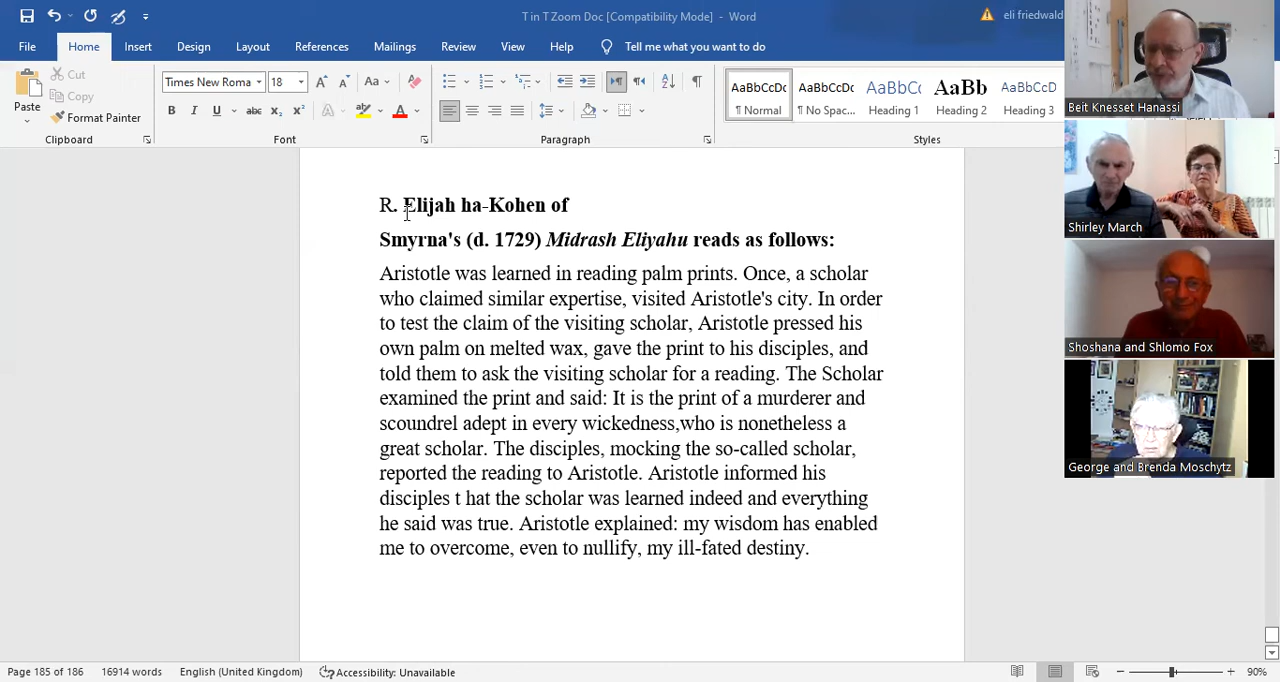 T in T Zoom Doc [Compatibility Mode] - Word
eli friedwald
File Home Insert Design Layout References Mailings Review View Help Tell me what you want to do
Paste
Cut
Copy
Format Painter
Clipboard
Times New Roma 18
Aa
B I U abc x₂ x²
A
A
Font
Paragraph
AaBbCcDc AaBbCcDc AaBbCc AaBb AaBbCcD
¶ Normal ¶ No Spac... Heading 1 Heading 2 Heading 3
Styles
R. Elijah ha-Kohen of
Smyrna's (d. 1729) Midrash Eliyahu reads as follows:
Aristotle was learned in reading palm prints. Once, a scholar
who claimed similar expertise, visited Aristotle's city. In order
to test the claim of the visiting scholar, Aristotle pressed his
own palm on melted wax, gave the print to his disciples, and
told them to ask the visiting scholar for a reading. The Scholar
examined the print and said: It is the print of a murderer and
scoundrel adept in every wickedness,who is nonetheless a
great scholar. The disciples, mocking the so-called scholar,
reported the reading to Aristotle. Aristotle informed his
disciples t hat the scholar was learned indeed and everything
he said was true. Aristotle explained: my wisdom has enabled
me to overcome, even to nullify, my ill-fated destiny.
Beit Knesset Hanassi
Shirley March
Shoshana and Shlomo Fox
George and Brenda Moschytz
Page 185 of 186 16914 words English (United Kingdom) Accessibility: Unavailable 90%